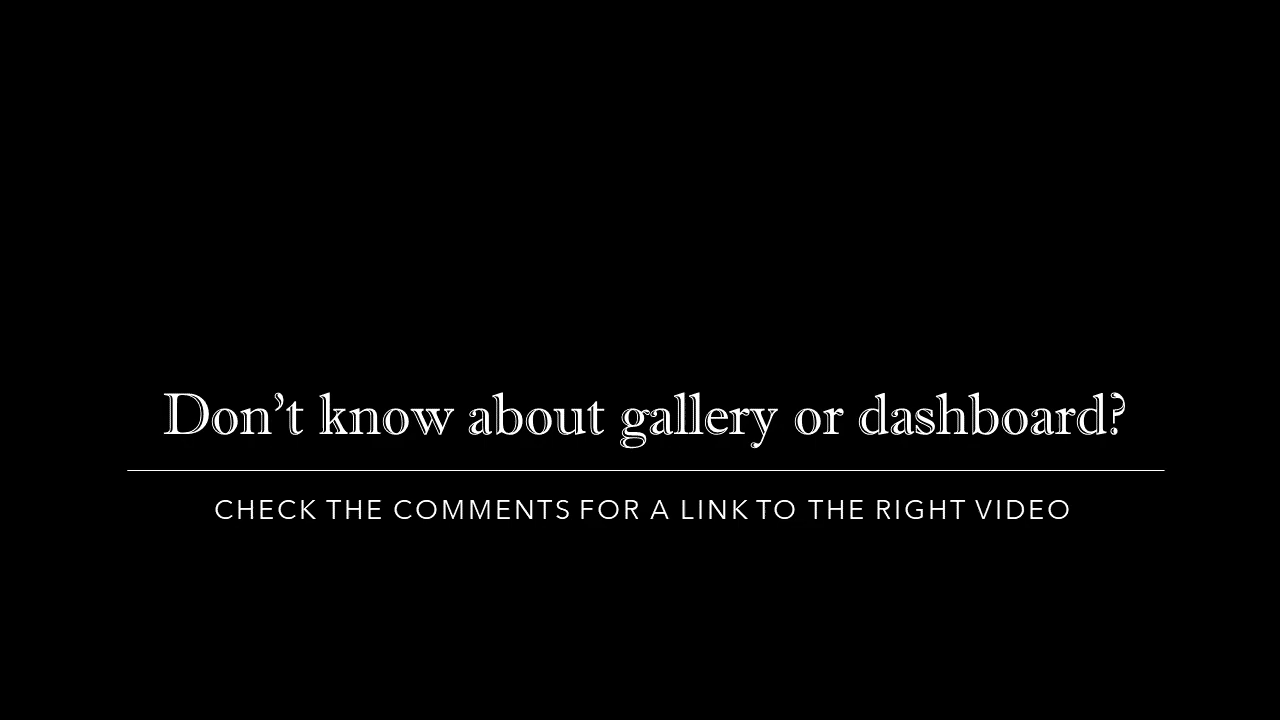 Don’t know about gallery or dashboard?
CHECK THE COMMENTS FOR A LINK TO THE RIGHT VIDEO